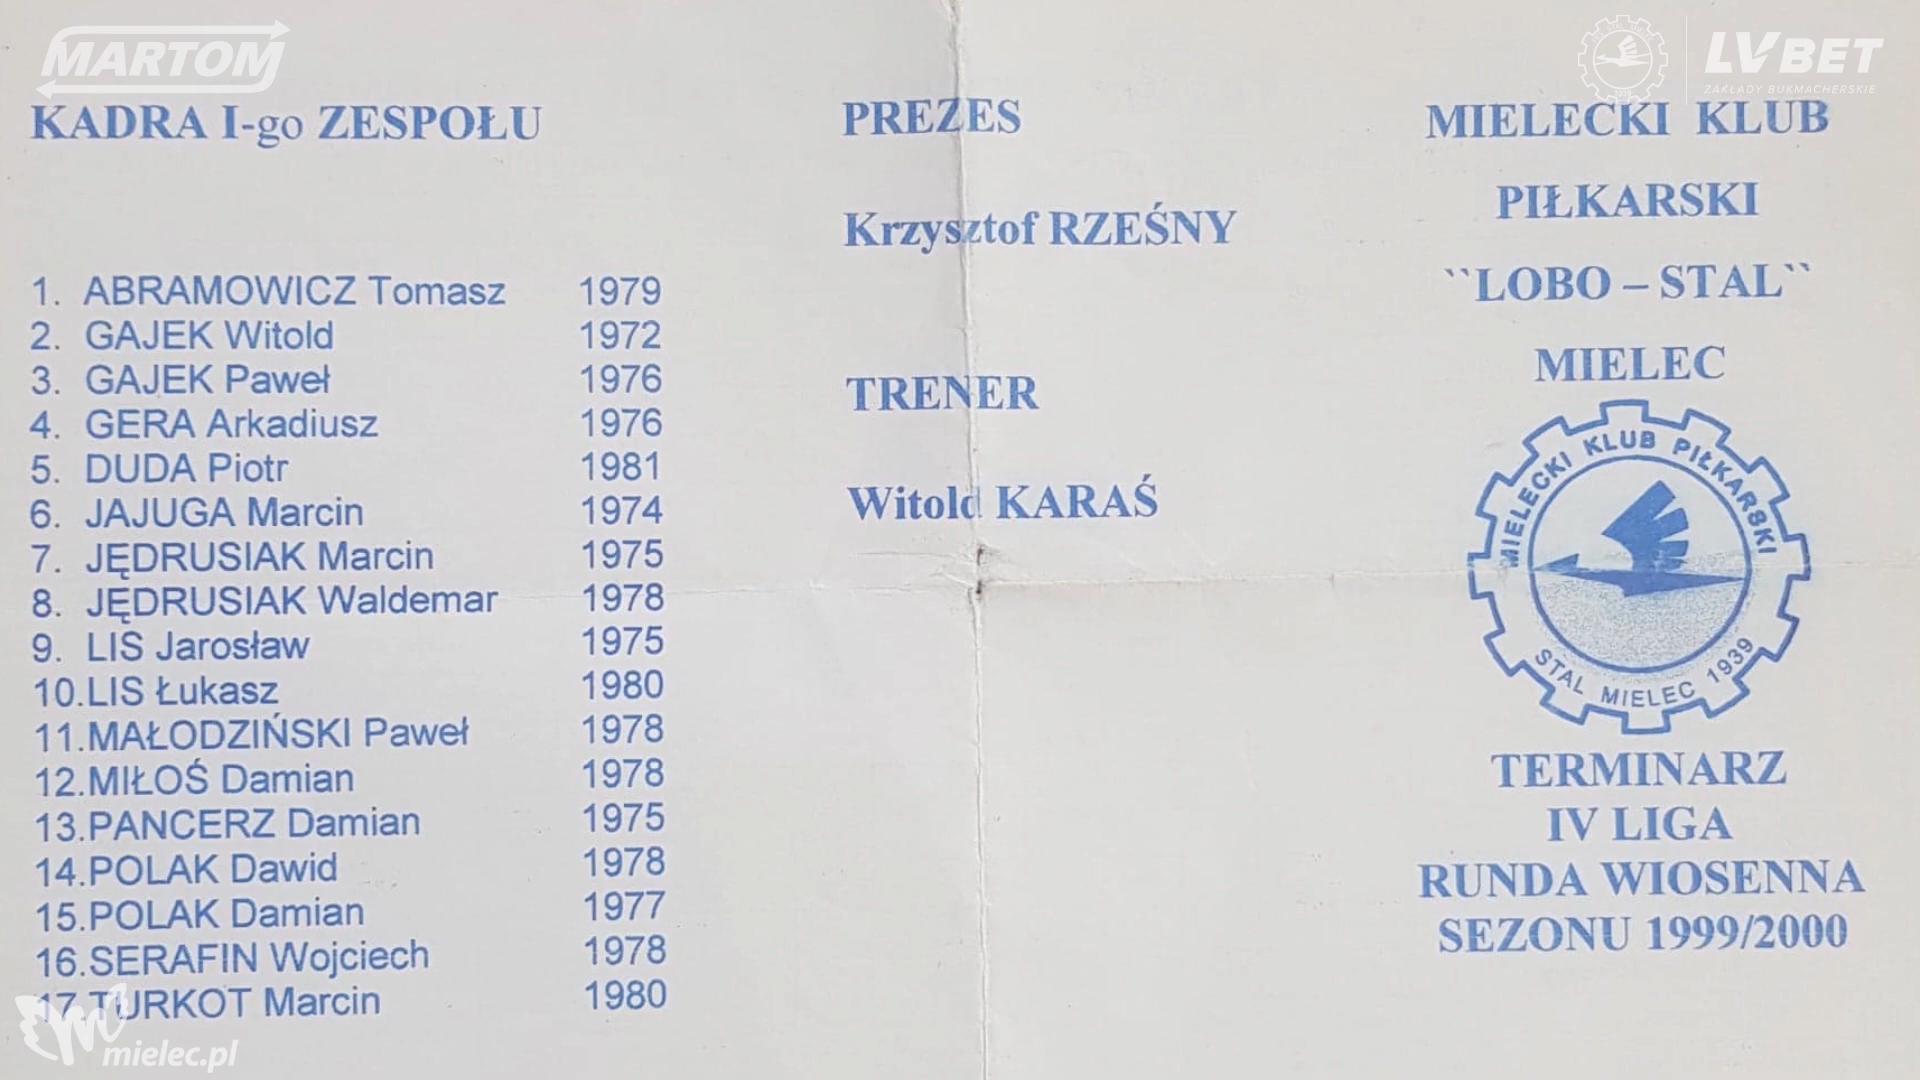 MARTOM
LV BET
ZAKŁADY BUKMACHERSKIE
KADRA I-go ZESPOŁU
1. ABRAMOWICZ Tomasz 1979
2. GAJEK Witold 1972
3. GAJEK Paweł 1976
4. GERA Arkadiusz 1976
5. DUDA Piotr 1981
6. JAJUGA Marcin 1974
7. JĘDRUSIAK Marcin 1975
8. JĘDRUSIAK Waldemar 1978
9. LIS Jarosław 1975
10.LIS Łukasz 1980
11.MAŁODZIŃSKI Paweł 1978
12.MIŁOŚ Damian 1978
13.PANCERZ Damian 1975
14.POLAK Dawid 1978
15.POLAK Damian 1977
16.SERAFIN Wojciech 1978
17.TURKOT Marcin 1980
PREZES
Krzysztof RZEŚNY
TRENER
Witold KARAŚ
MIELECKI KLUB
PIŁKARSKI
``LOBO – STAL``
MIELEC
MIELECKI KLUB PIŁKARSKI
STAL MIELEC 1939
TERMINARZ
IV LIGA
RUNDA WIOSENNA
SEZONU 1999/2000
mielec.pl